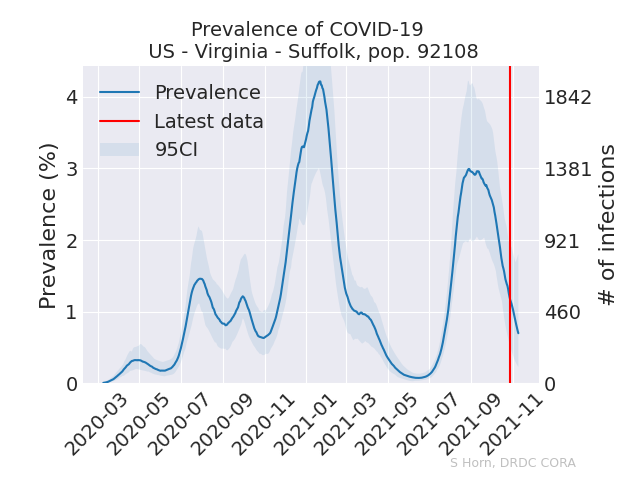 Prevalence of COVID-19
US - Virginia - Suffolk, pop. 92108
Prevalence
Latest data
95CI
Prevalence (%)
4
3
2
1
0
1842
1381
921
460
0
# of infections
2020-03
2020-05
2020-07
2020-09
2020-11
2021-01
2021-03
2021-05
2021-07
2021-09
2021-11
S Horn, DRDC CORA